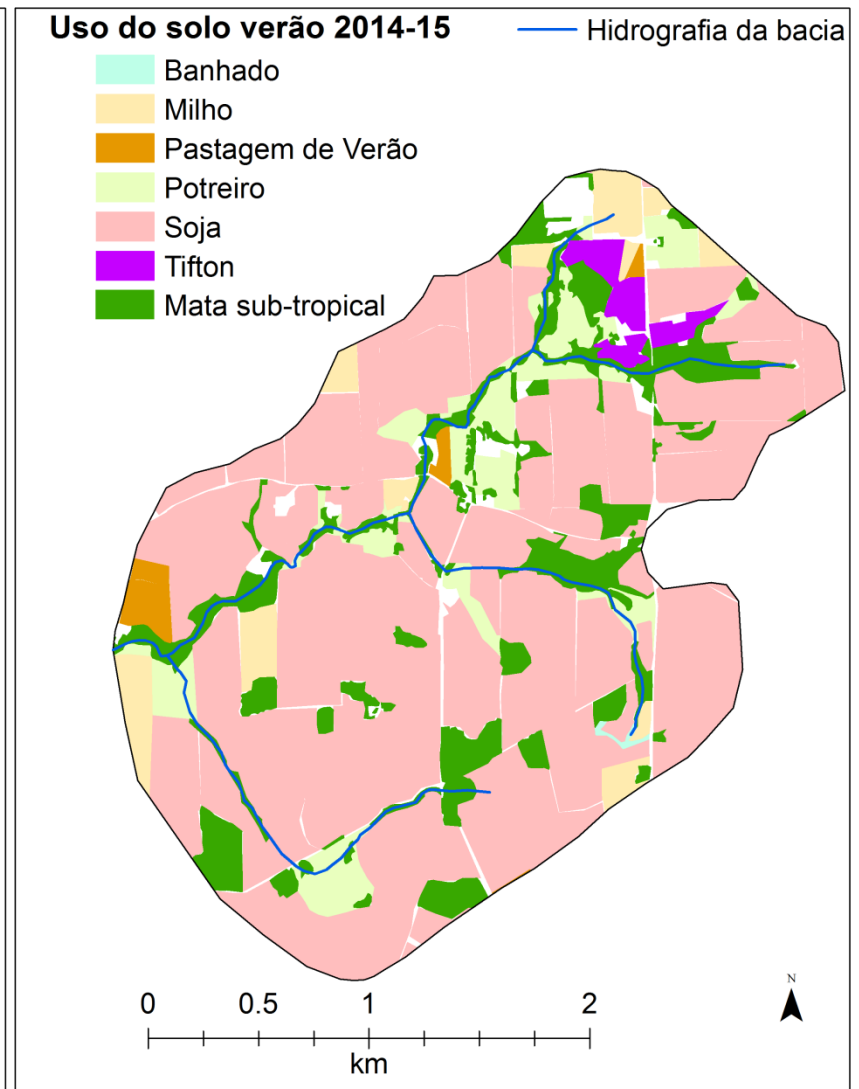 Uso do solo verão 2014-15
Hidrografia da bacia
Banhado
Milho
Pastagem de Verão
Potreiro
Soja
Tifton
Mata sub-tropical
0 0.5 1 2
km
N